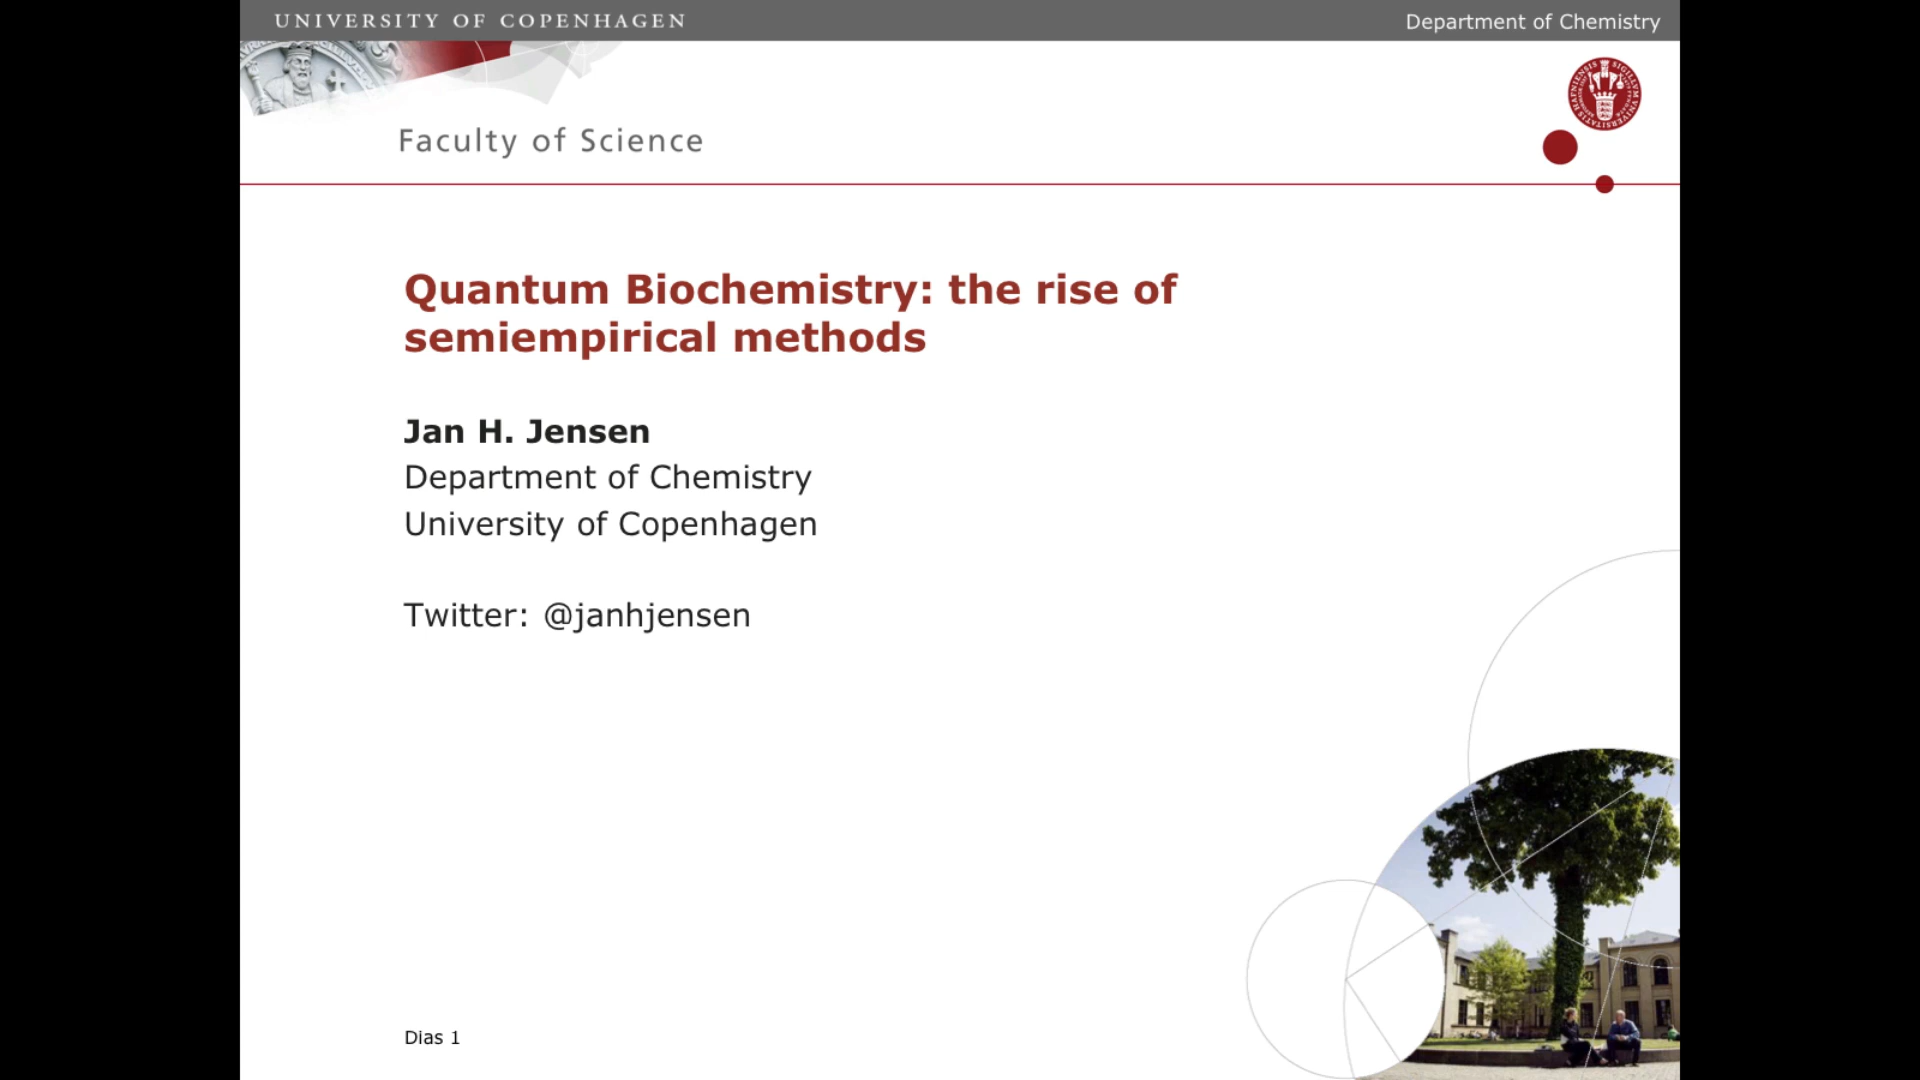 UNIVERSITY OF COPENHAGEN
Department of Chemistry
Faculty of Science
Quantum Biochemistry: the rise of
semiempirical methods
Jan H. Jensen
Department of Chemistry
University of Copenhagen
Twitter: @janhjensen
Dias 1